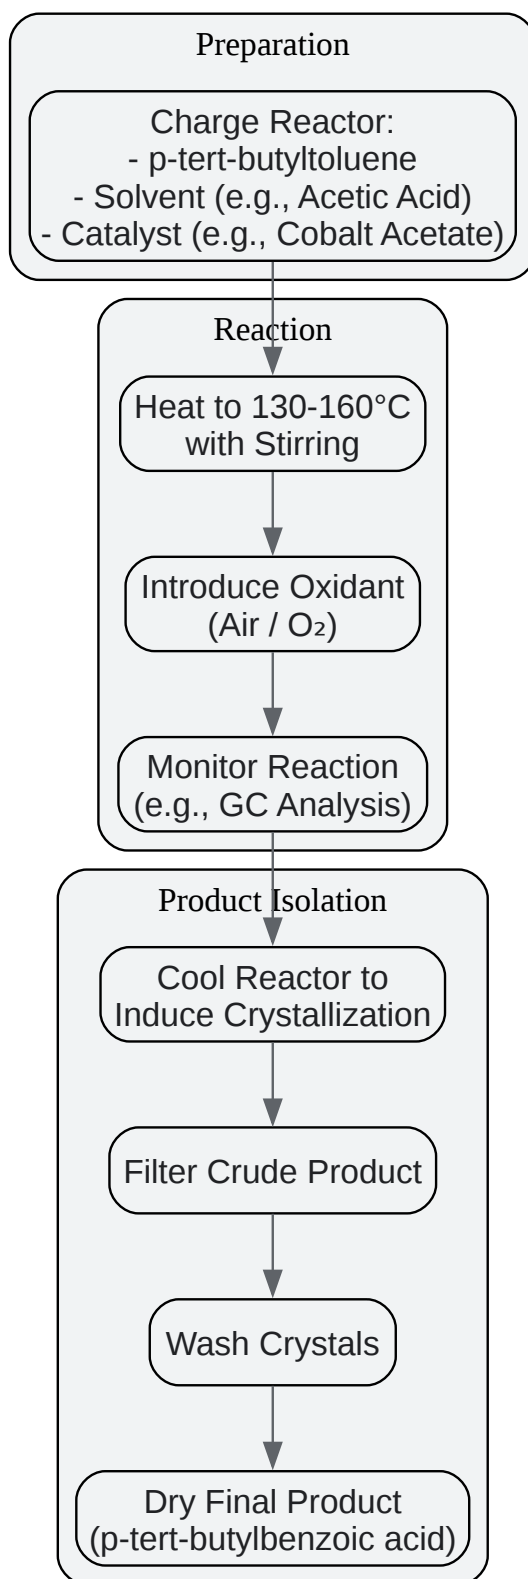 Preparation
Charge Reactor:
- p-tert-butyltoluene
- Solvent (e.g., Acetic Acid)
- Catalyst (e.g., Cobalt Acetate)
Reaction
Heat to 130-160°C
with Stirring
Introduce Oxidant
(Air / O₂)
Monitor Reaction
(e.g., GC Analysis)
Product Isolation
Cool Reactor to
Induce Crystallization
Filter Crude Product
Wash Crystals
Dry Final Product
(p-tert-butylbenzoic acid)